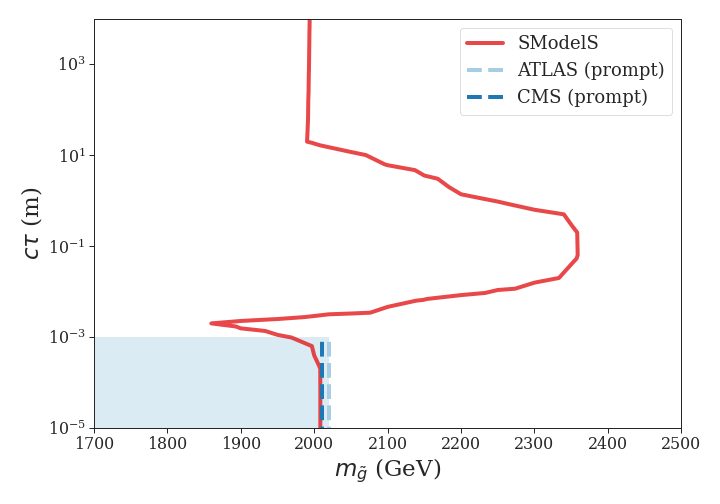 SModelS
ATLAS (prompt)
CMS (prompt)
10³
10¹
10⁻¹
10⁻³
10⁻⁵
cτ (m)
1700 1800 1900 2000 2100 2200 2300 2400 2500
m_g̃ (GeV)